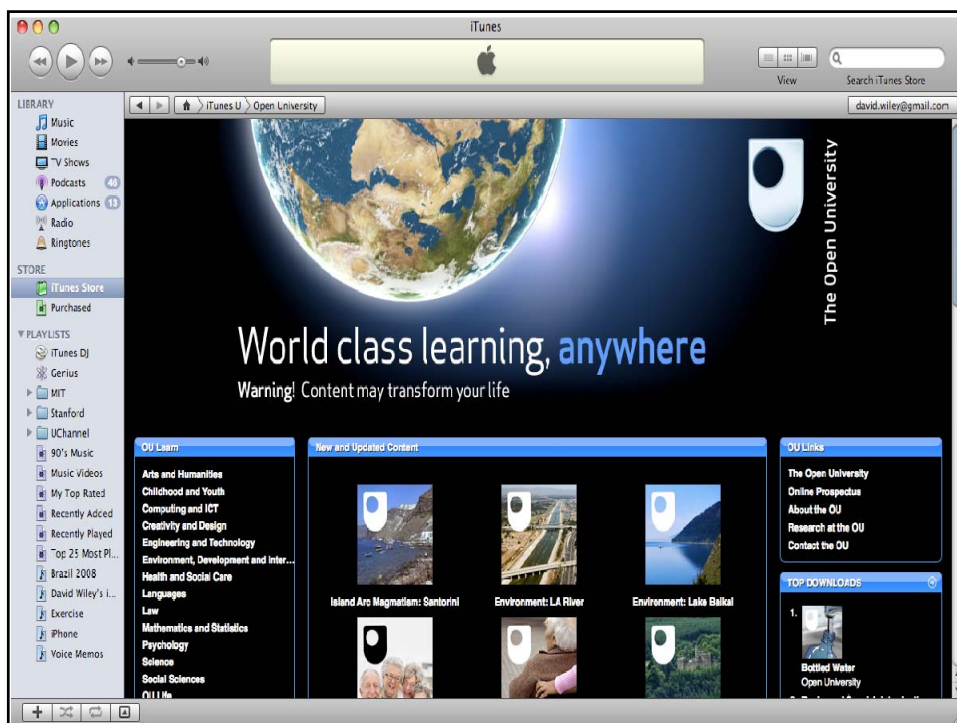 iTunes
View
Search iTunes Store
LIBRARY
Music
Movies
TV Shows
Podcasts 46
Applications 13
Radio
Ringtones
STORE
iTunes Store
Purchased
PLAYLISTS
iTunes DJ
Genius
MIT
Stanford
UChannel
90's Music
Music Videos
My Top Rated
Recently Added
Recently Played
Top 25 Most Pl...
Brazil 2008
David Wiley's i...
Exercise
iPhone
Voice Memos
iTunes U Open University
david.wiley@gmail.com
The Open University
World class learning, anywhere
Warning! Content may transform your life
OU Learn
Arts and Humanities
Childhood and Youth
Computing and ICT
Creativity and Design
Engineering and Technology
Environment, Development and Inter...
Health and Social Care
Languages
Law
Mathematics and Statistics
Psychology
Science
Social Sciences
OU Life
New and Updated Content
Island Arc Magmatism: Santorini
Environment: LA River
Environment: Lake Baikal
OU Links
The Open University
Online Prospectus
About the OU
Research at the OU
Contact the OU
TOP DOWNLOADS
1.
Bottled Water
Open University